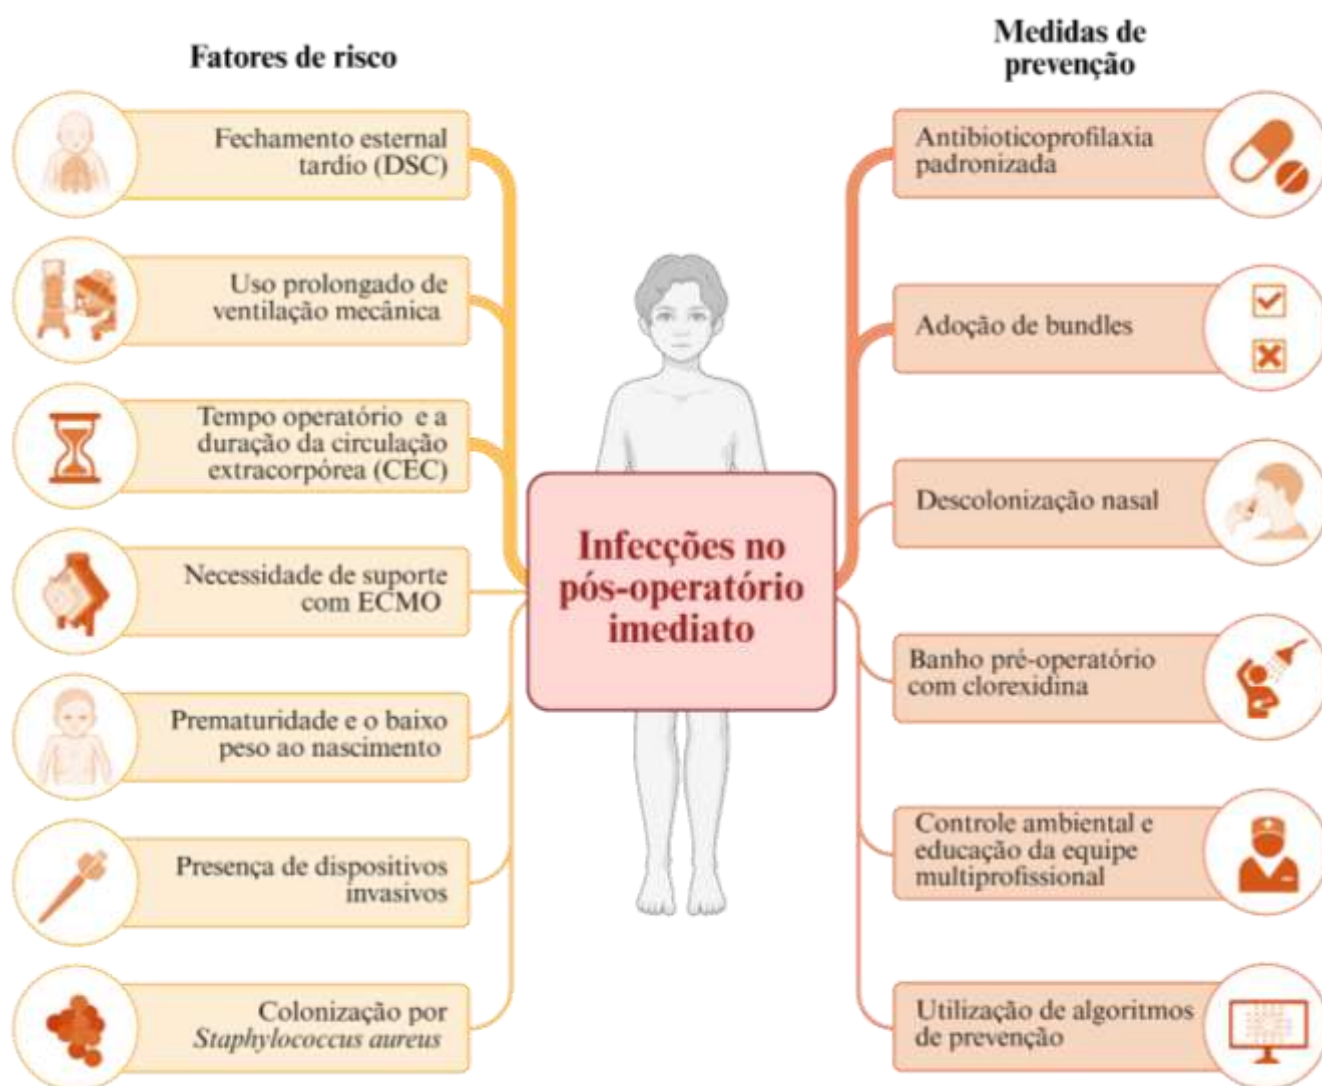 Fatores de risco
Fechamento esternal
tardio (DSC)
Uso prolongado de
ventilação mecânica
Tempo operatório e a
duração da circulação
extracorpórea (CEC)
Necessidade de suporte
com ECMO
Prematuridade e o baixo
peso ao nascimento
Presença de dispositivos
invasivos
Colonização por
Staphylococcus aureus
Infecções no
pós-operatório
imediato
Medidas de
prevenção
Antibioticoprofilaxia
padronizada
Adoção de bundles
Descolonização nasal
Banho pré-operatório
com clorexidina
Controle ambiental e
educação da equipe
multiprofissional
Utilização de algoritmos
de prevenção